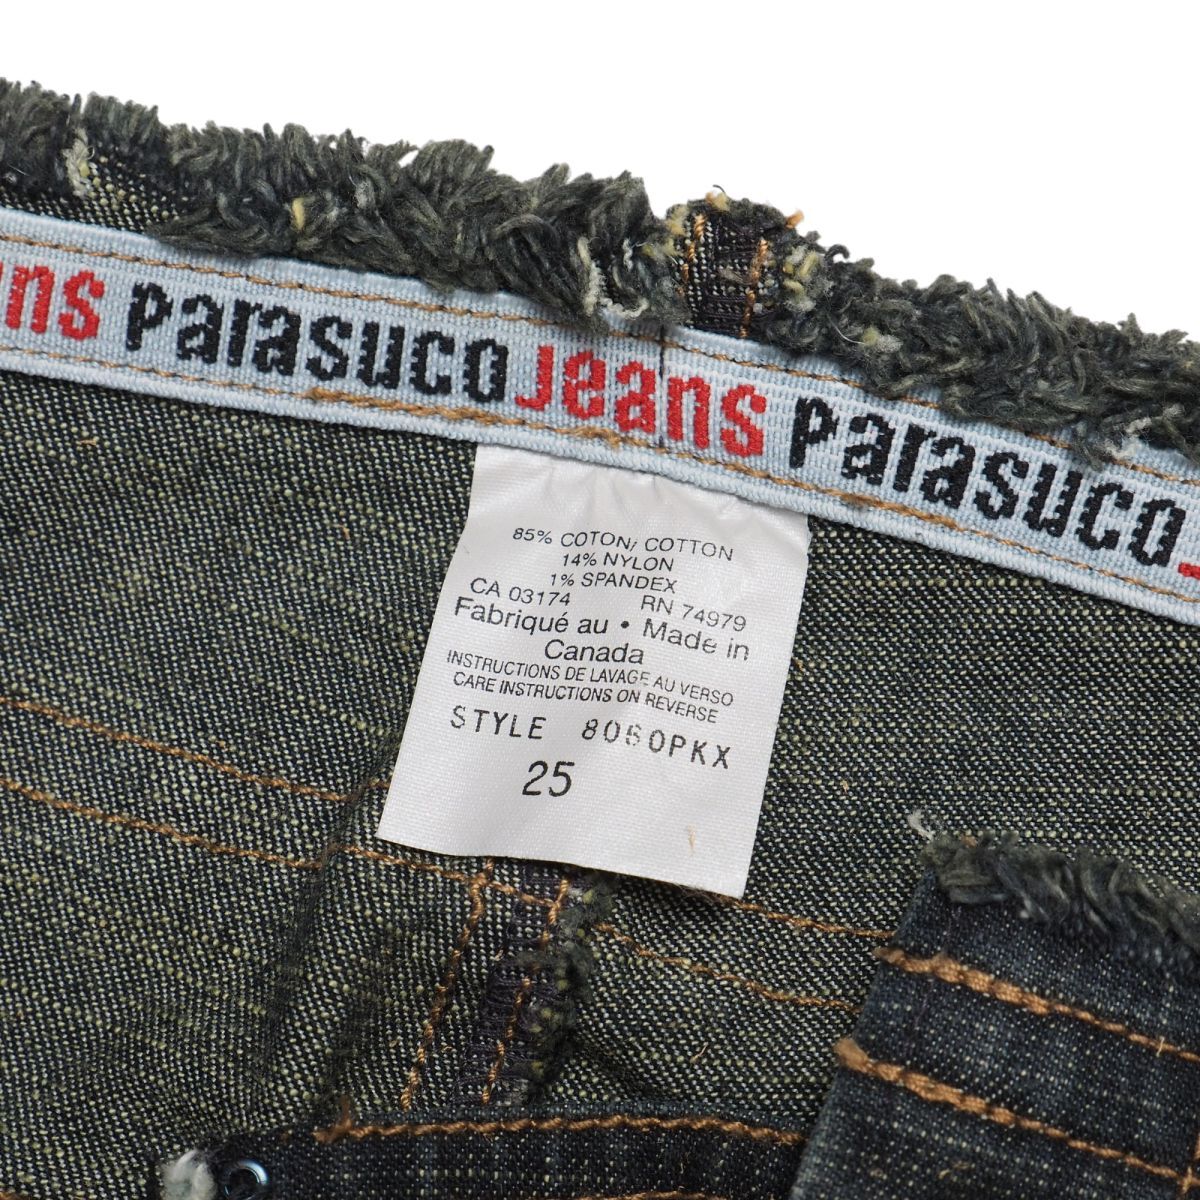 Jeans parasuco Jeans parasuco J
85% COTON/ COTTON
14% NYLON
1% SPANDEX
CA 03174 RN 74979
Fabriqué au • Made in
Canada
INSTRUCTIONS DE LAVAGE AU VERSO
CARE INSTRUCTIONS ON REVERSE
STYLE 8060PKX
25